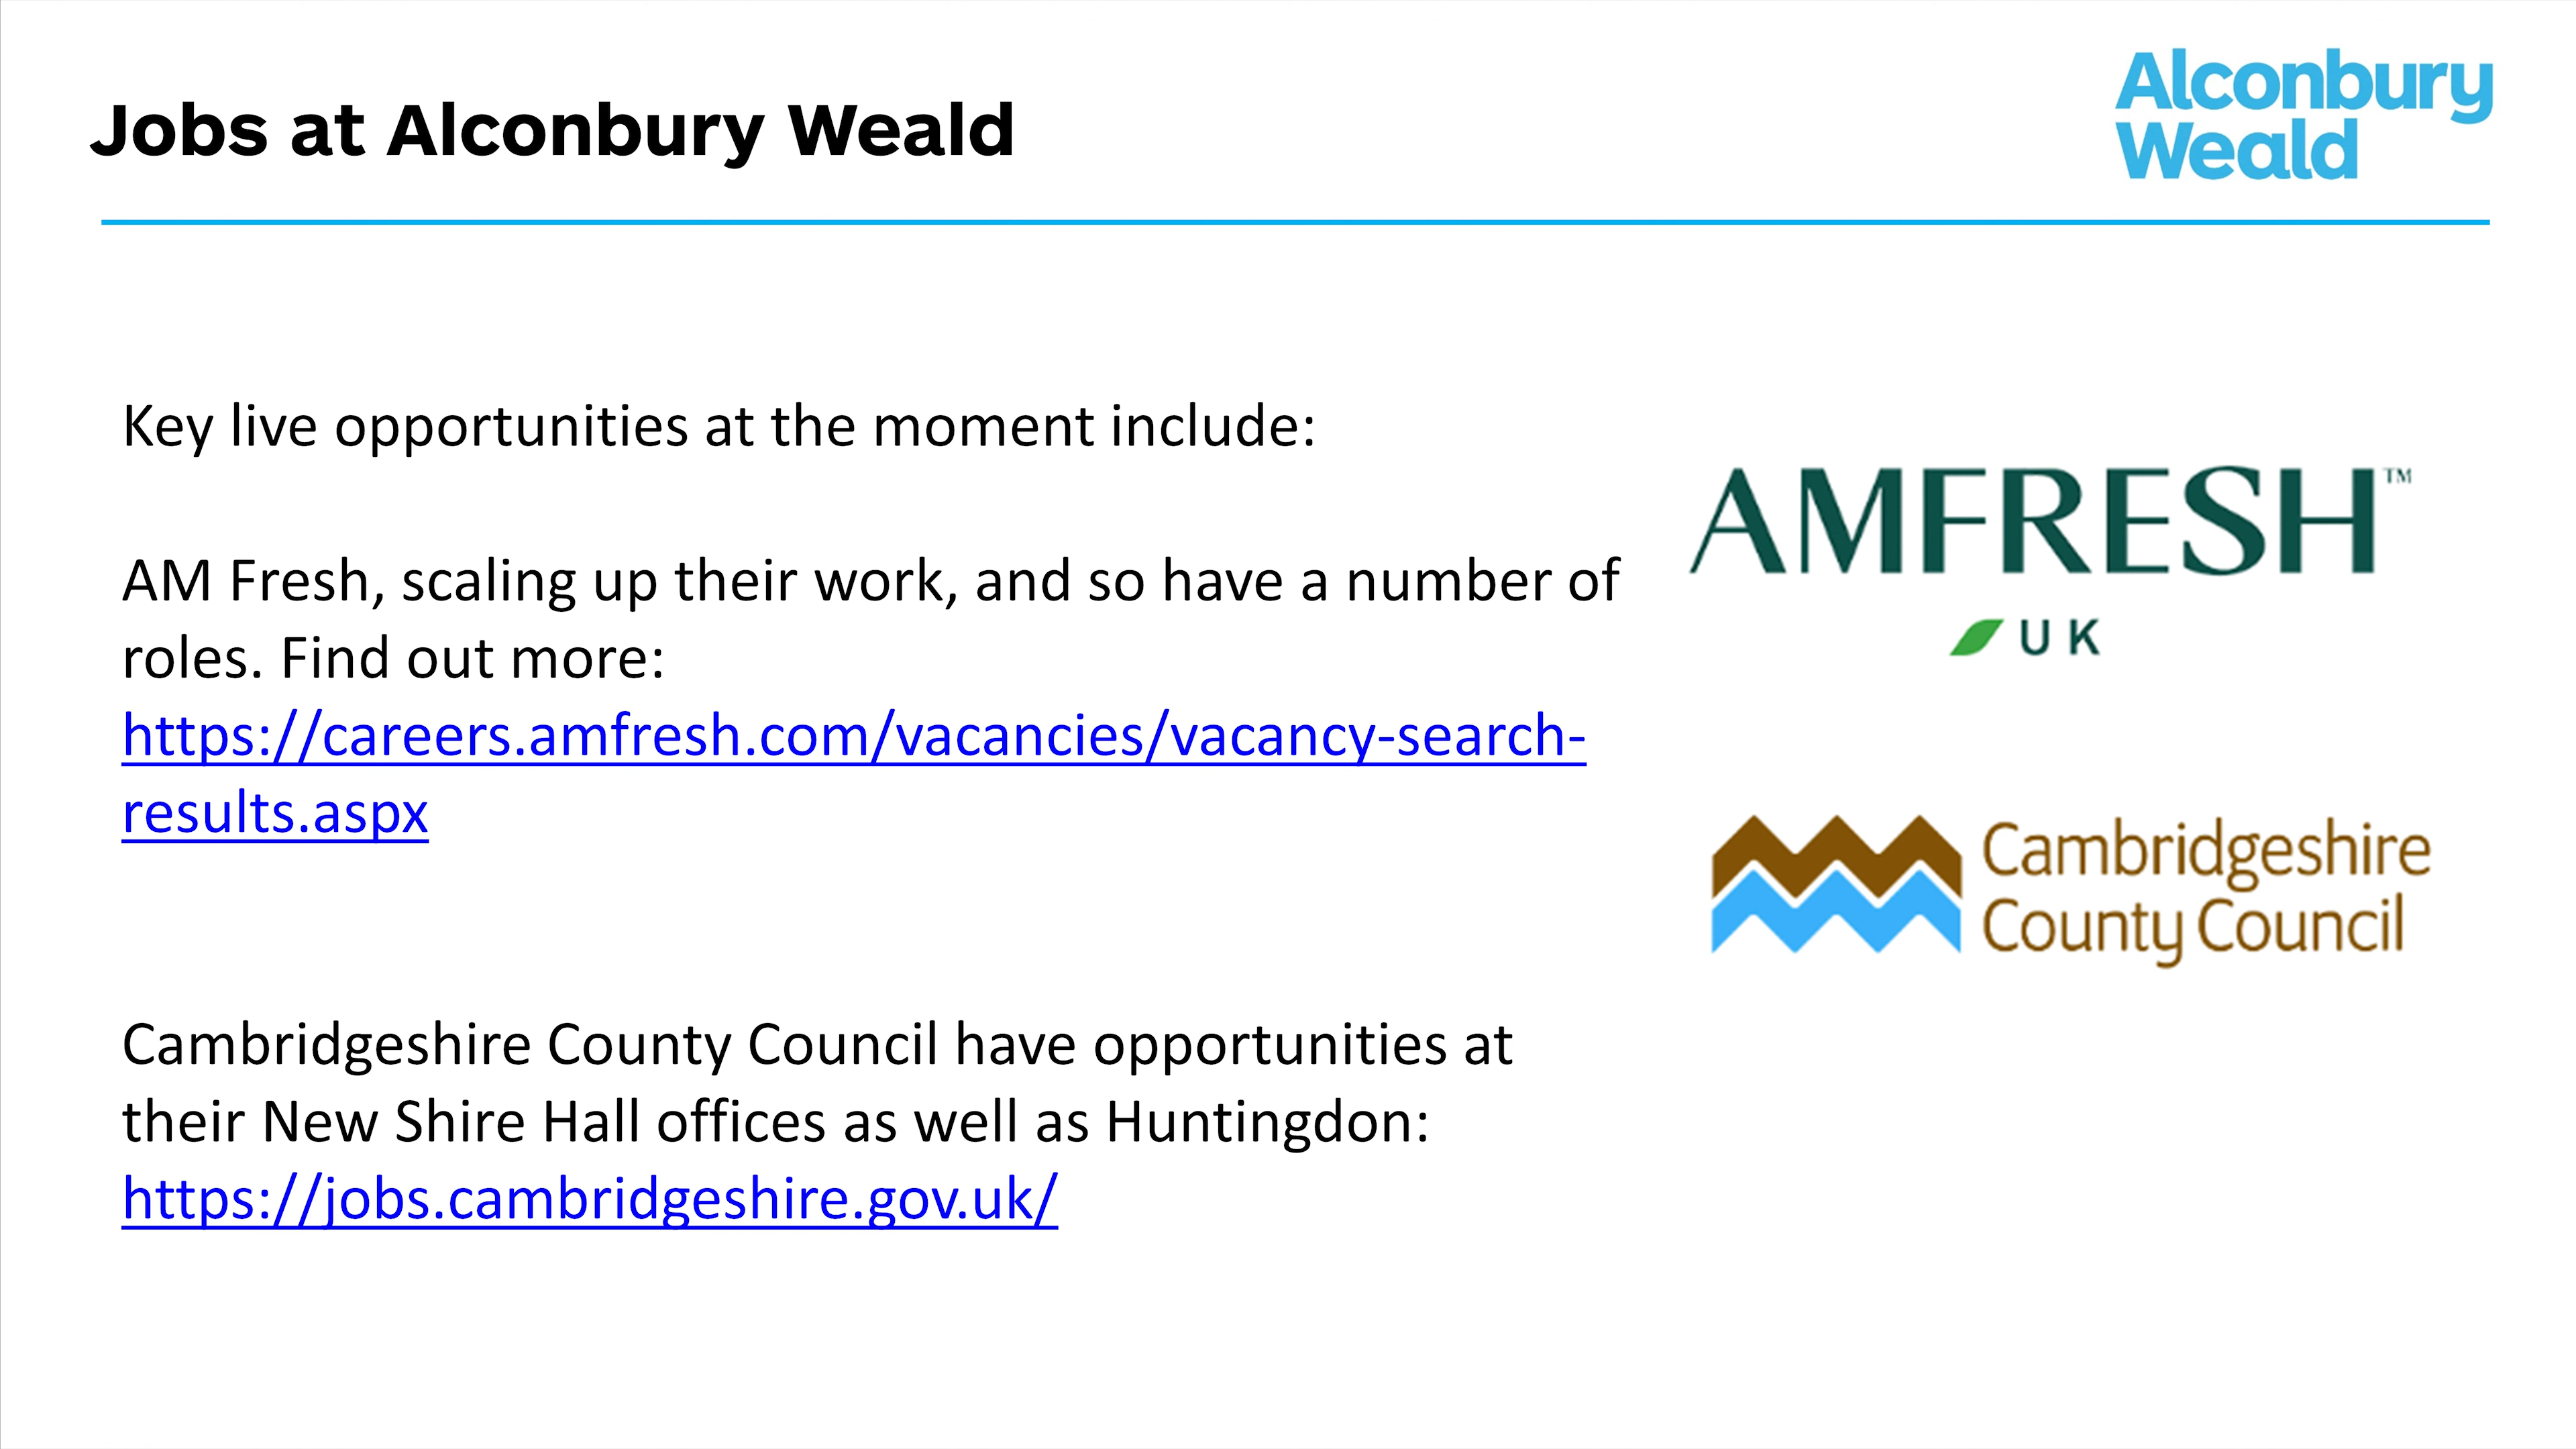 Jobs at Alconbury Weald
Alconbury
Weald
Key live opportunities at the moment include:
AM Fresh, scaling up their work, and so have a number of
roles. Find out more:
https://careers.amfresh.com/vacancies/vacancy-search-
results.aspx
AMFRESH™
UK
Cambridgeshire
County Council
Cambridgeshire County Council have opportunities at
their New Shire Hall offices as well as Huntingdon:
https://jobs.cambridgeshire.gov.uk/